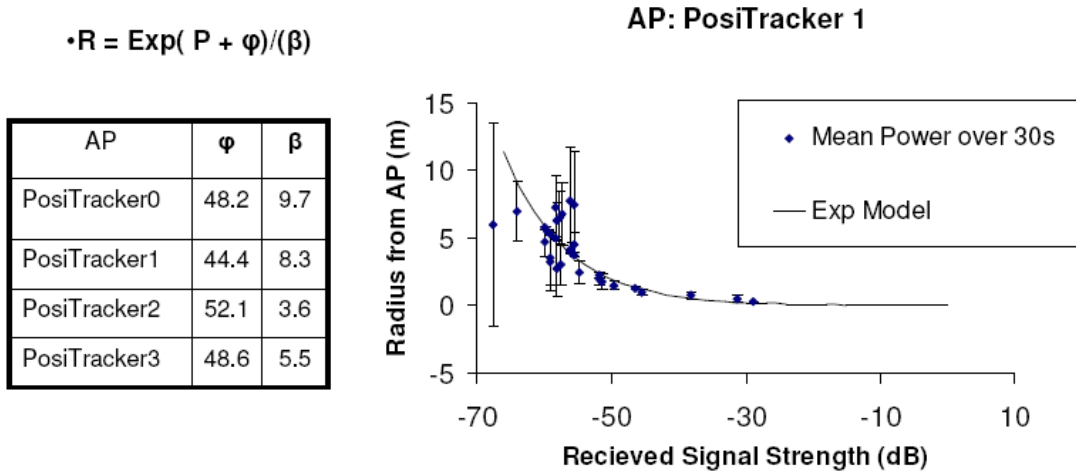 •R = Exp( P + φ)/(β)
AP φ β
PosiTracker0 48.2 9.7
PosiTracker1 44.4 8.3
PosiTracker2 52.1 3.6
PosiTracker3 48.6 5.5
AP: PosiTracker 1
Radius from AP (m)
15
10
5
0
-5
-70 -50 -30 -10 10
Recieved Signal Strength (dB)
Mean Power over 30s
Exp Model